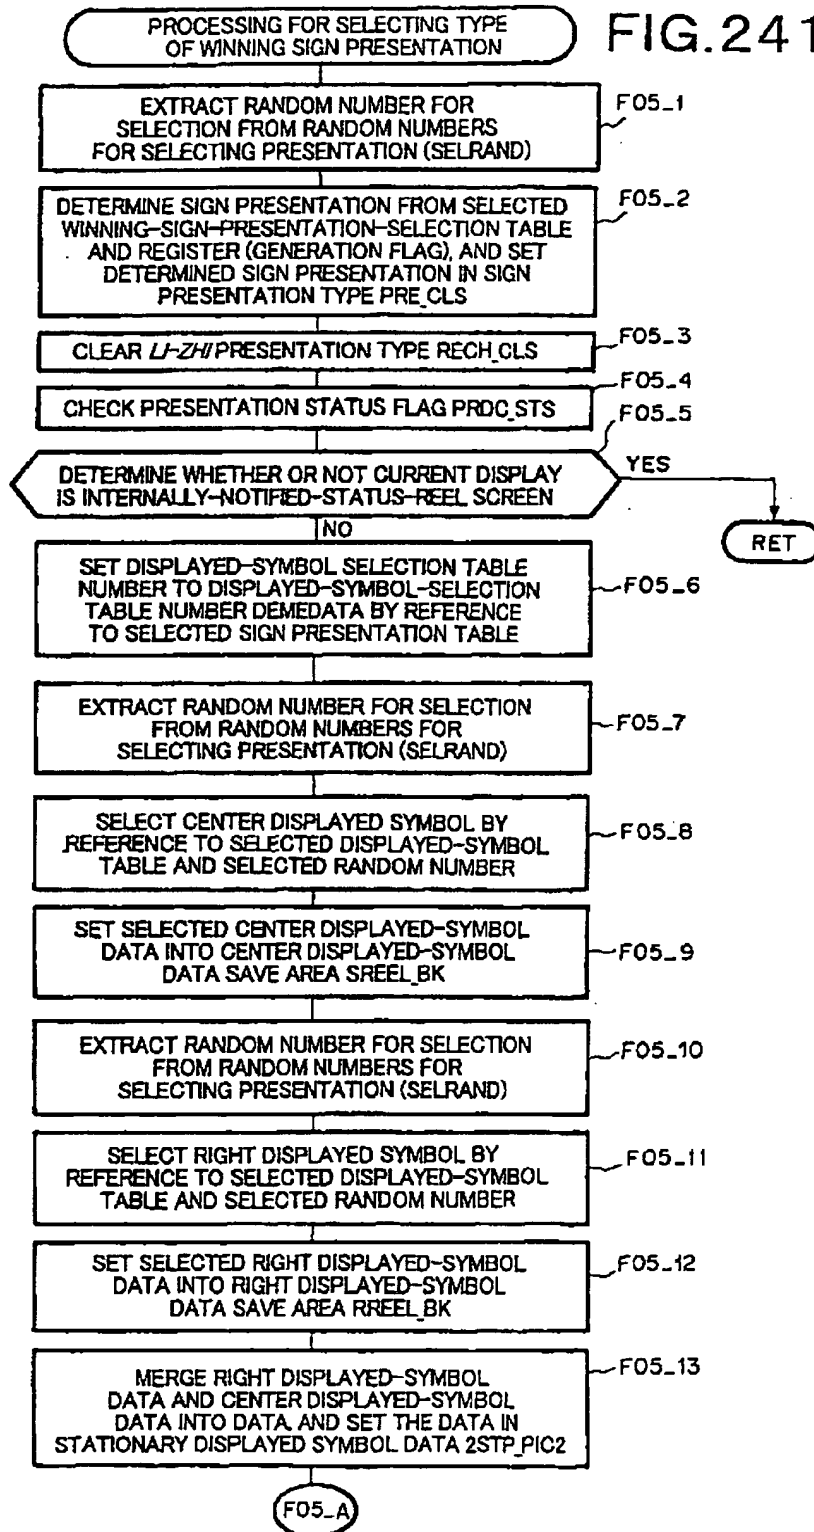 PROCESSING FOR SELECTING TYPE
OF WINNING SIGN PRESENTATION
FIG.241
EXTRACT RANDOM NUMBER FOR
SELECTION FROM RANDOM NUMBERS
FOR SELECTING PRESENTATION (SELRAND)
F05_1
DETERMINE SIGN PRESENTATION FROM SELECTED
WINNING-SIGN-PRESENTATION-SELECTION TABLE
AND REGISTER (GENERATION FLAG), AND SET
DETERMINED SIGN PRESENTATION IN SIGN
PRESENTATION TYPE PRE_CLS
F05_2
CLEAR LI-ZHI PRESENTATION TYPE RECH_CLS
F05_3
CHECK PRESENTATION STATUS FLAG PRDC_STS
F05_4
DETERMINE WHETHER OR NOT CURRENT DISPLAY
IS INTERNALLY-NOTIFIED-STATUS-REEL SCREEN
F05_5
YES
RET
NO
SET DISPLAYED-SYMBOL SELECTION TABLE
NUMBER TO DISPLAYED-SYMBOL-SELECTION
TABLE NUMBER DEMEDATA BY REFERENCE
TO SELECTED SIGN PRESENTATION TABLE
F05_6
EXTRACT RANDOM NUMBER FOR SELECTION
FROM RANDOM NUMBERS FOR
SELECTING PRESENTATION (SELRAND)
F05_7
SELECT CENTER DISPLAYED SYMBOL BY
REFERENCE TO SELECTED DISPLAYED-SYMBOL
TABLE AND SELECTED RANDOM NUMBER
F05_8
SET SELECTED CENTER DISPLAYED-SYMBOL
DATA INTO CENTER DISPLAYED-SYMBOL
DATA SAVE AREA SREEL_BK
F05_9
EXTRACT RANDOM NUMBER FOR SELECTION
FROM RANDOM NUMBERS FOR
SELECTING PRESENTATION (SELRAND)
F05_10
SELECT RIGHT DISPLAYED SYMBOL BY
REFERENCE TO SELECTED DISPLAYED-SYMBOL
TABLE AND SELECTED RANDOM NUMBER
F05_11
SET SELECTED RIGHT DISPLAYED-SYMBOL
DATA INTO RIGHT DISPLAYED-SYMBOL
DATA SAVE AREA RREEL_BK
F05_12
MERGE RIGHT DISPLAYED-SYMBOL
DATA AND CENTER DISPLAYED-SYMBOL
DATA INTO DATA, AND SET THE DATA IN
STATIONARY DISPLAYED SYMBOL DATA 2STP_PIC2
F05_13
F05_A